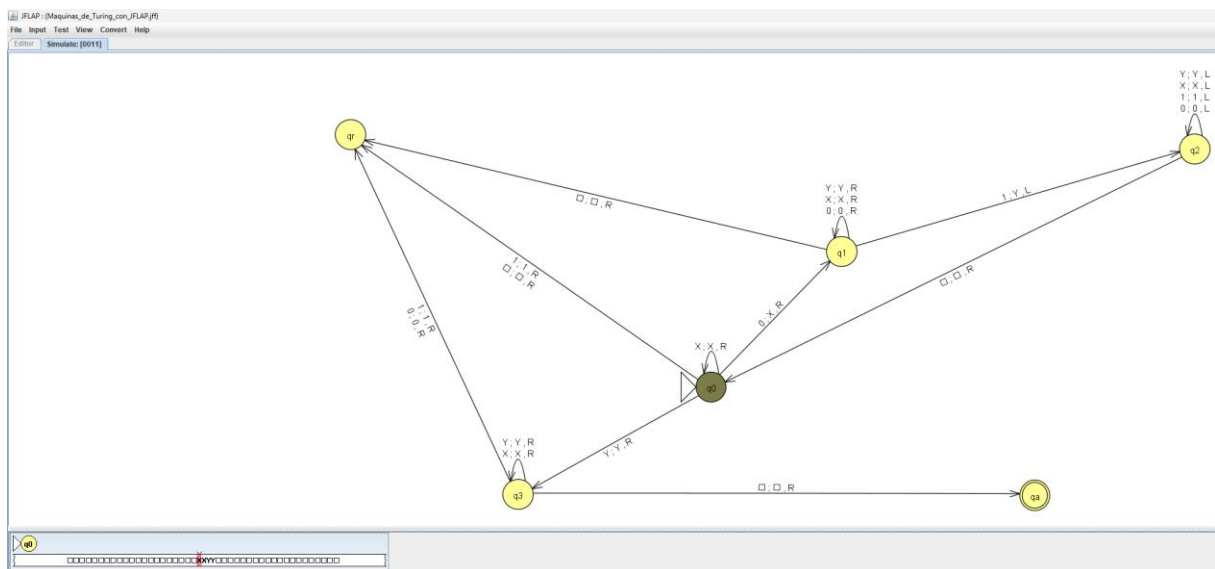 JFLAP : (Maquinas_de_Turing_con_JFLAP.jff)
File Input Test View Convert Help
Editor Simulate: [0011]
Y ; Y , L
X ; X , L
1 ; 1 , L
0 ; 0 , L
qr
q2
Y ; Y , R
X ; X , R
0 ; 0 , R
□ ; □ , R
1 ; Y , L
q1
1 ; 1 , R
□ ; □ , R
□ ; □ , R
1 ; 1 , R
0 ; 0 , R
0 ; X , R
X ; X , R
q0
Y ; Y , R
X ; X , R
Y ; Y , R
□ ; □ , R
q3
qa
q0
XXYY